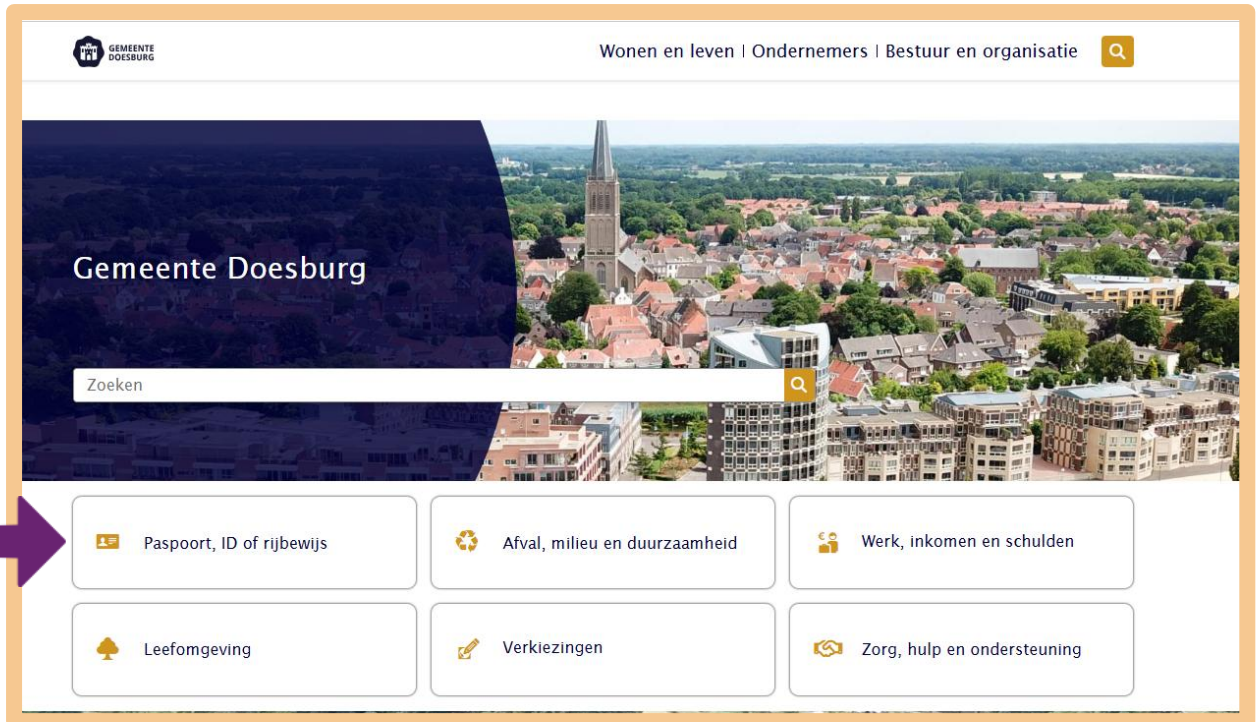 GEMEENTE
DOESBURG
Wonen en leven | Ondernemers | Bestuur en organisatie
Gemeente Doesburg
Zoeken
Paspoort, ID of rijbewijs
Afval, milieu en duurzaamheid
Werk, inkomen en schulden
Leefomgeving
Verkiezingen
Zorg, hulp en ondersteuning